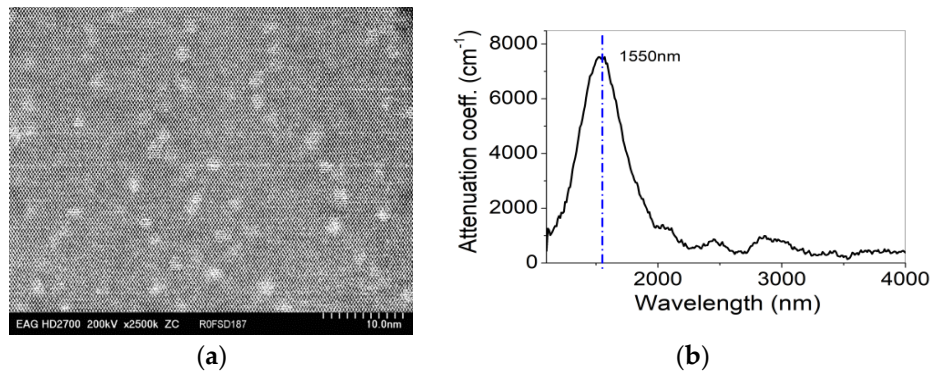 EAG HD2700 200kV x2500k ZC R0FSD187 10.0nm
(a)
1550nm
Attenuation coeff. (cm⁻¹)
8000
6000
4000
2000
0
2000 3000 4000
Wavelength (nm)
(b)